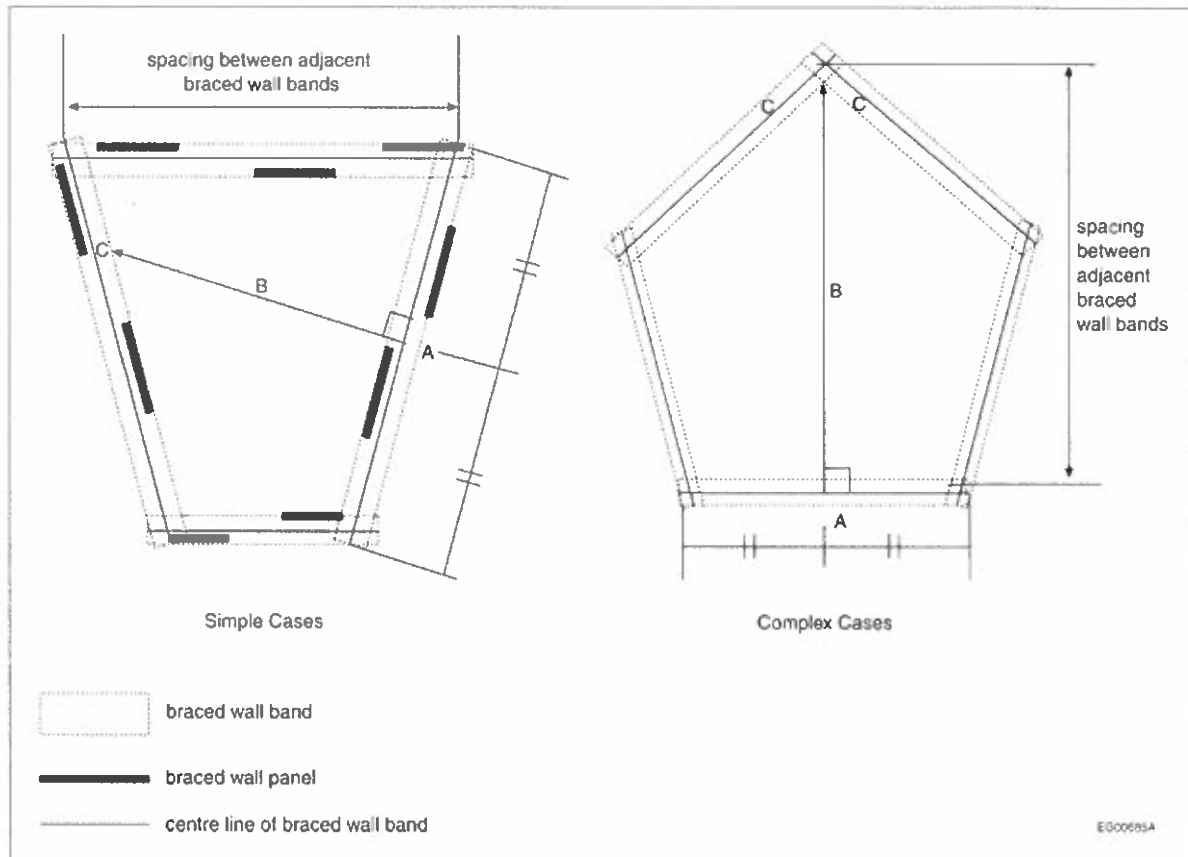 spacing between adjacent
braced wall bands
C
B
A
Simple Cases
C
C
B
A
spacing
between
adjacent
braced
wall bands
Complex Cases
braced wall band
braced wall panel
centre line of braced wall band
EG00685A